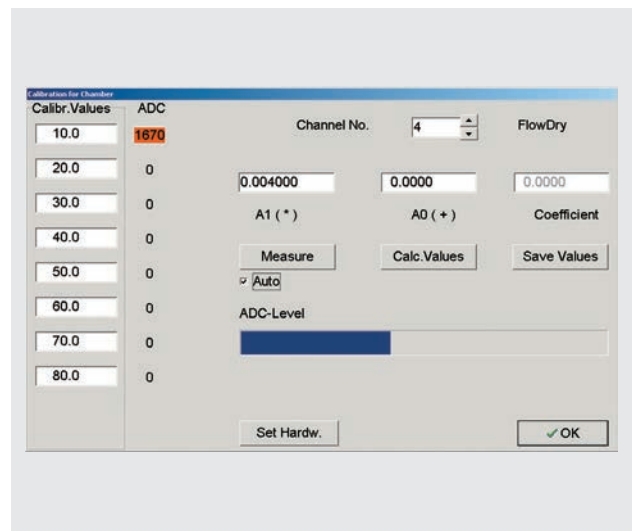 Calibration for Chamber
Calibr.Values ADC
Channel No. 4 FlowDry
10.0 1670
20.0 0
0.004000 0.0000 0.0000
30.0 0
A1 ( * ) A0 ( + ) Coefficient
40.0 0
Measure Calc.Values Save Values
50.0 0
Auto
60.0 0
ADC-Level
70.0 0
80.0 0
Set Hardw. OK